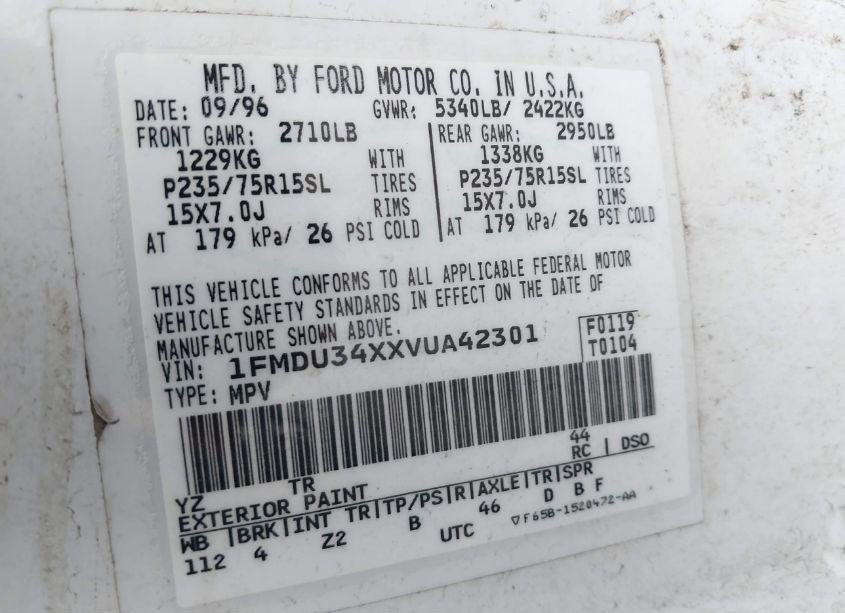 MFD. BY FORD MOTOR CO. IN U.S.A.
DATE: 09/96 GVWR: 5340LB/ 2422KG
FRONT GAWR: 2710LB REAR GAWR: 2950LB
1229KG WITH 1338KG WITH
P235/75R15SL TIRES P235/75R15SL TIRES
15X7.0J RIMS 15X7.0J RIMS
AT 179 kPa/ 26 PSI COLD AT 179 kPa/ 26 PSI COLD
THIS VEHICLE CONFORMS TO ALL APPLICABLE FEDERAL MOTOR
VEHICLE SAFETY STANDARDS IN EFFECT ON THE DATE OF
MANUFACTURE SHOWN ABOVE.
VIN: 1FMDU34XXVUA42301 F0119
TYPE: MPV T0104
44
YZ TR RC DSO
EXTERIOR PAINT
WB BRK INT TR TP/PS R AXLE TR SPR
112 4 Z2 B 46 D B F
UTC ▽F65B-1520472-AA